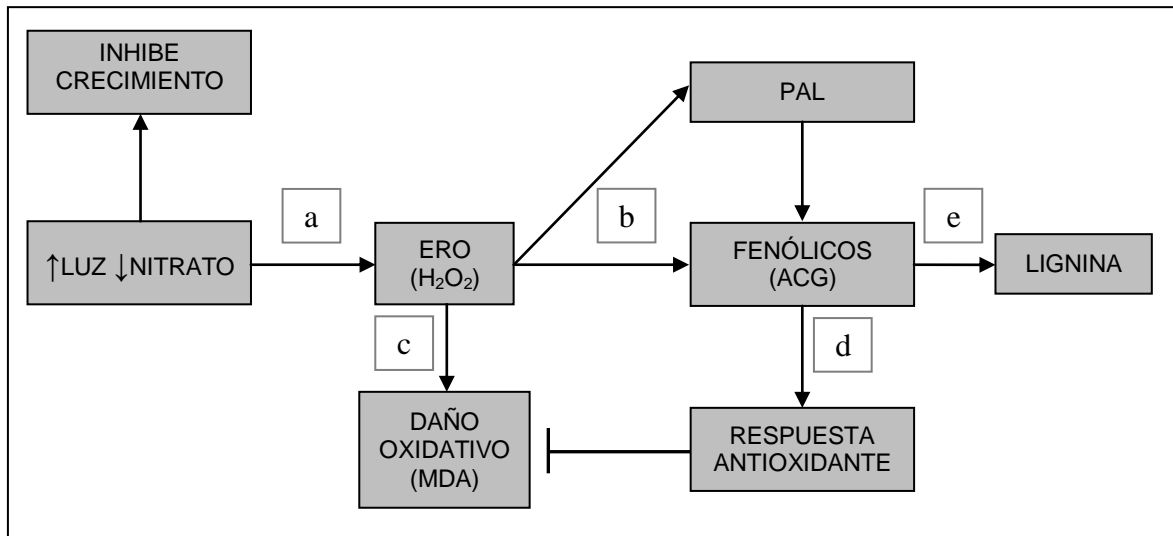 INHIBE
CRECIMIENTO
PAL
a
b
e
↑LUZ ↓NITRATO
ERO
(H₂O₂)
FENÓLICOS
(ACG)
LIGNINA
c
d
DAÑO
OXIDATIVO
(MDA)
RESPUESTA
ANTIOXIDANTE